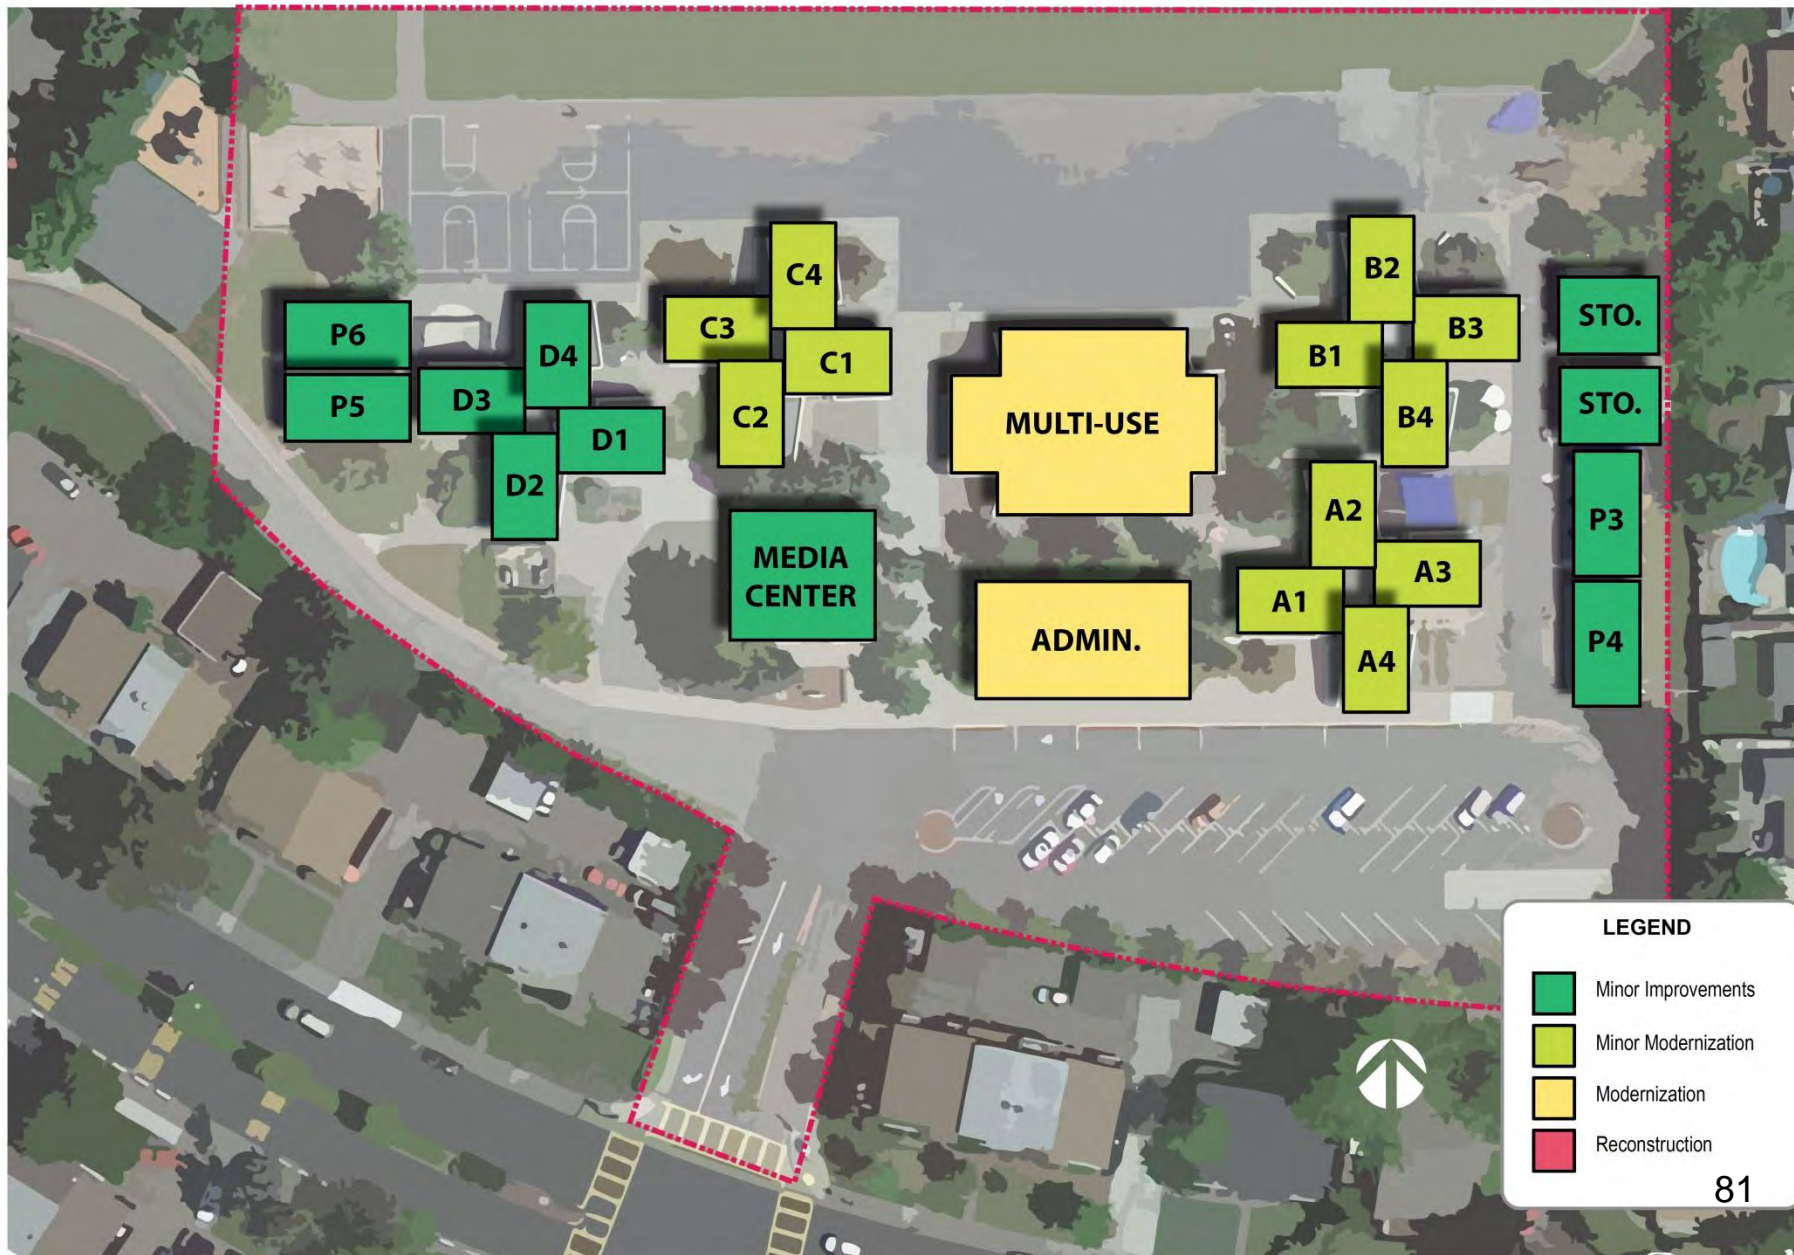 C4
B2
C3
B3
STO.
P6
D4
C1
B1
P5
D3
C2
MULTI-USE
B4
STO.
D1
D2
A2
P3
MEDIA
CENTER
A3
A1
ADMIN.
A4
P4
LEGEND
Minor Improvements
Minor Modernization
Modernization
Reconstruction
81